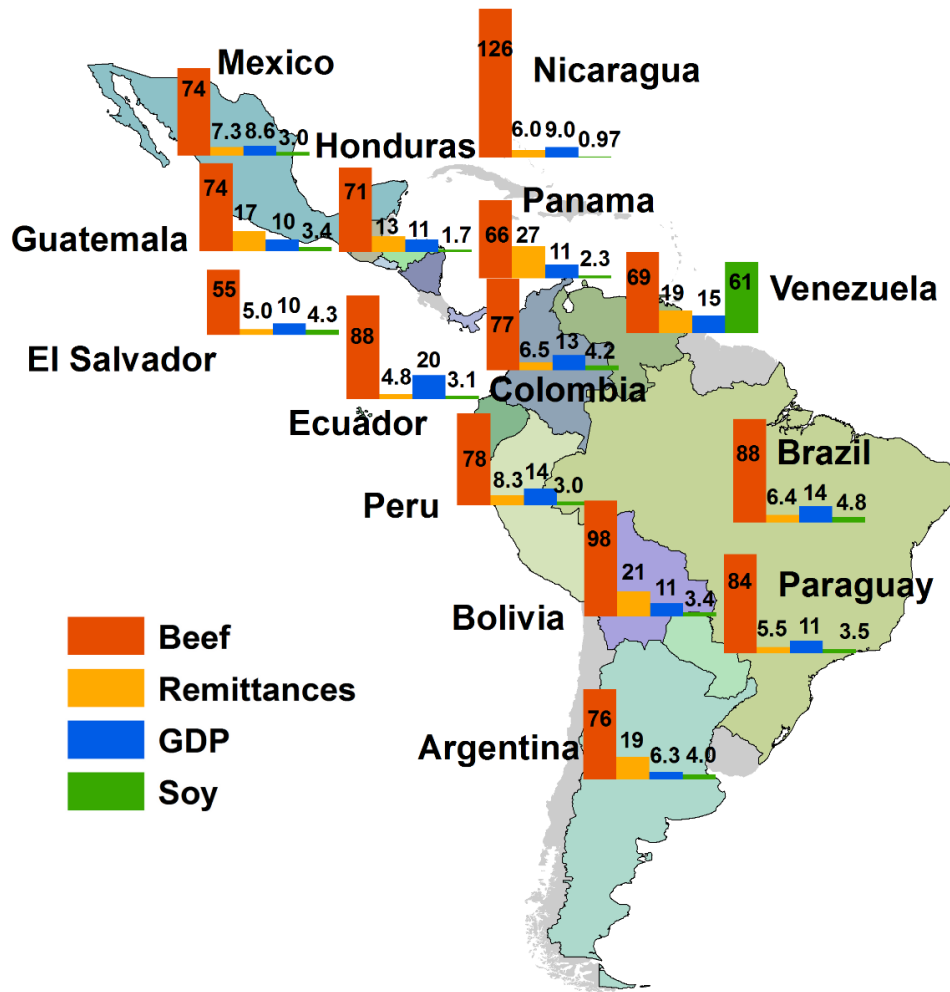 126
Mexico
Nicaragua
74
7.3 8.6 3.0
6.0 9.0 0.97
Honduras
74
17 10 3.4
71
13 11 1.7
Panama
66 27 11 2.3
Guatemala
69 19 15 61
Venezuela
55
5.0 10 4.3
El Salvador
88
4.8 20 3.1
Ecuador
77
6.5 13 4.2
Colombia
78
8.3 14 3.0
Peru
88
6.4 14 4.8
Brazil
98
21 11 3.4
Bolivia
84
5.5 11 3.5
Paraguay
Beef
Remittances
GDP
Soy
76
19 6.3 4.0
Argentina